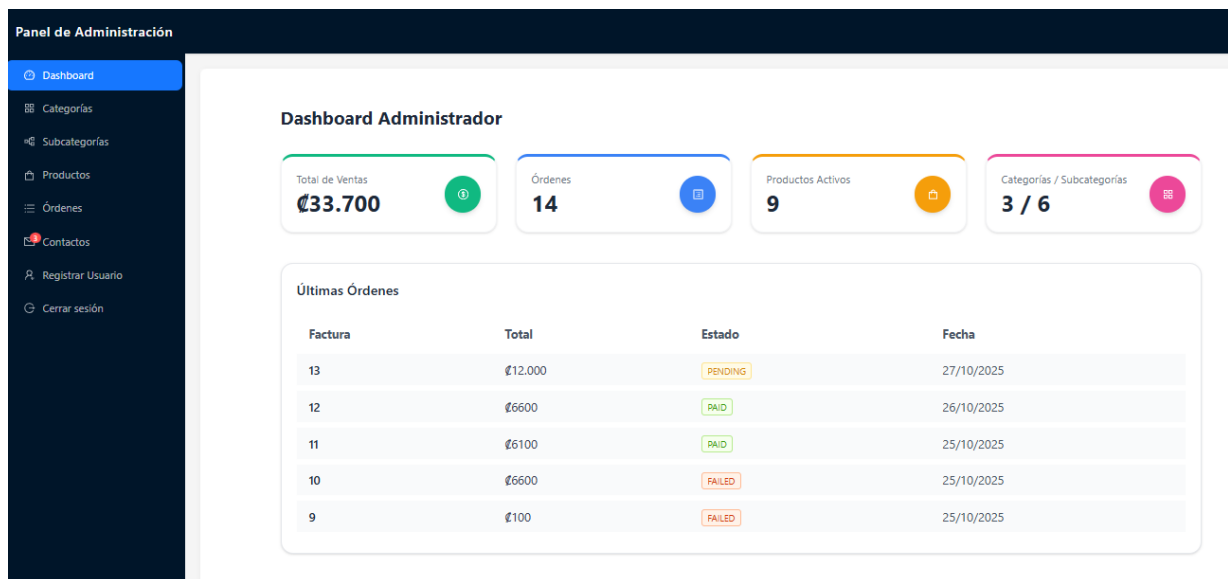 Panel de Administración
Dashboard
Categorías
Subcategorías
Productos
Órdenes
3
Contactos
Registrar Usuario
Cerrar sesión
Dashboard Administrador
Total de Ventas
₡33.700
Órdenes
14
Productos Activos
9
Categorías / Subcategorías
3 / 6
Últimas Órdenes
Factura Total Estado Fecha
13 ₡12.000 PENDING 27/10/2025
12 ₡6600 PAID 26/10/2025
11 ₡6100 PAID 25/10/2025
10 ₡6600 FAILED 25/10/2025
9 ₡100 FAILED 25/10/2025